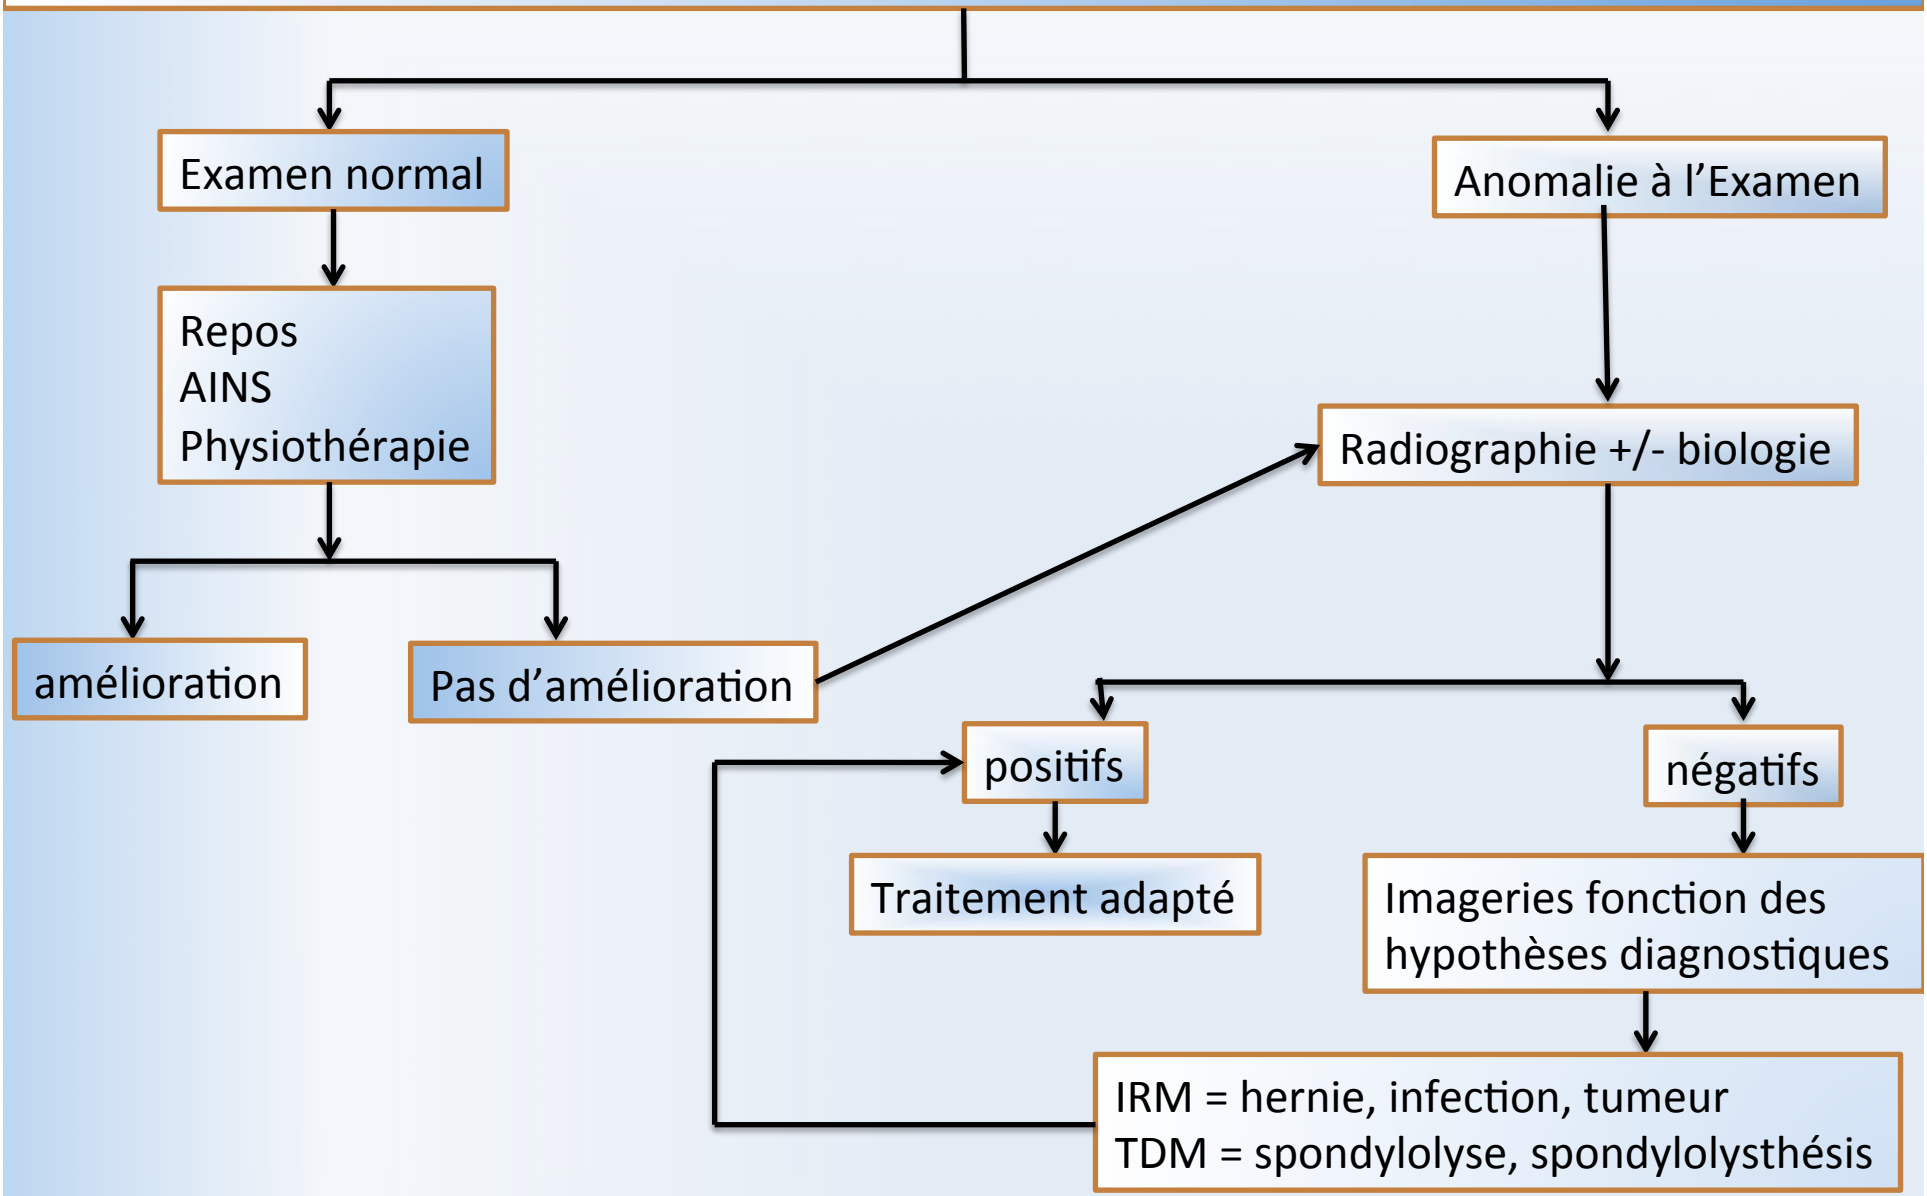 Examen normal
Anomalie à l’Examen
Repos
AINS
Physiothérapie
Radiographie +/- biologie
amélioration
Pas d’amélioration
positifs
négatifs
Traitement adapté
Imageries fonction des
hypothèses diagnostiques
IRM = hernie, infection, tumeur
TDM = spondylolyse, spondylolysthésis